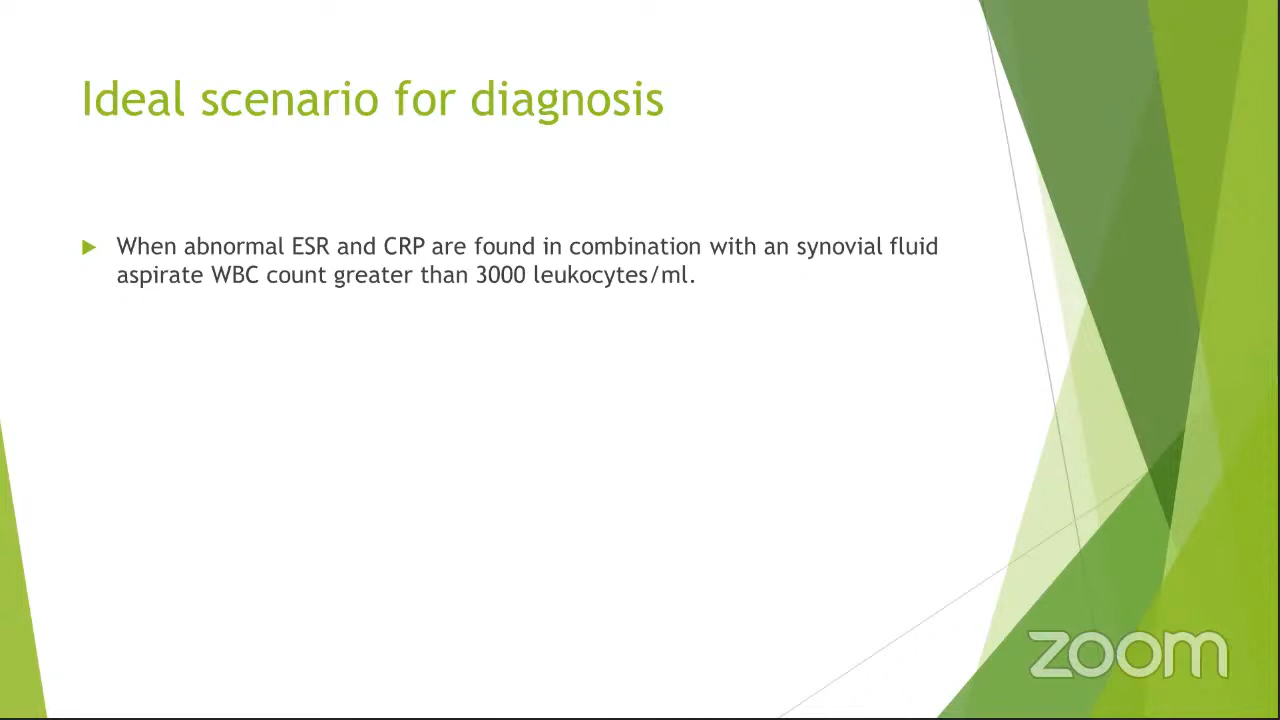 Ideal scenario for diagnosis
When abnormal ESR and CRP are found in combination with an synovial fluid
aspirate WBC count greater than 3000 leukocytes/ml.
zoom